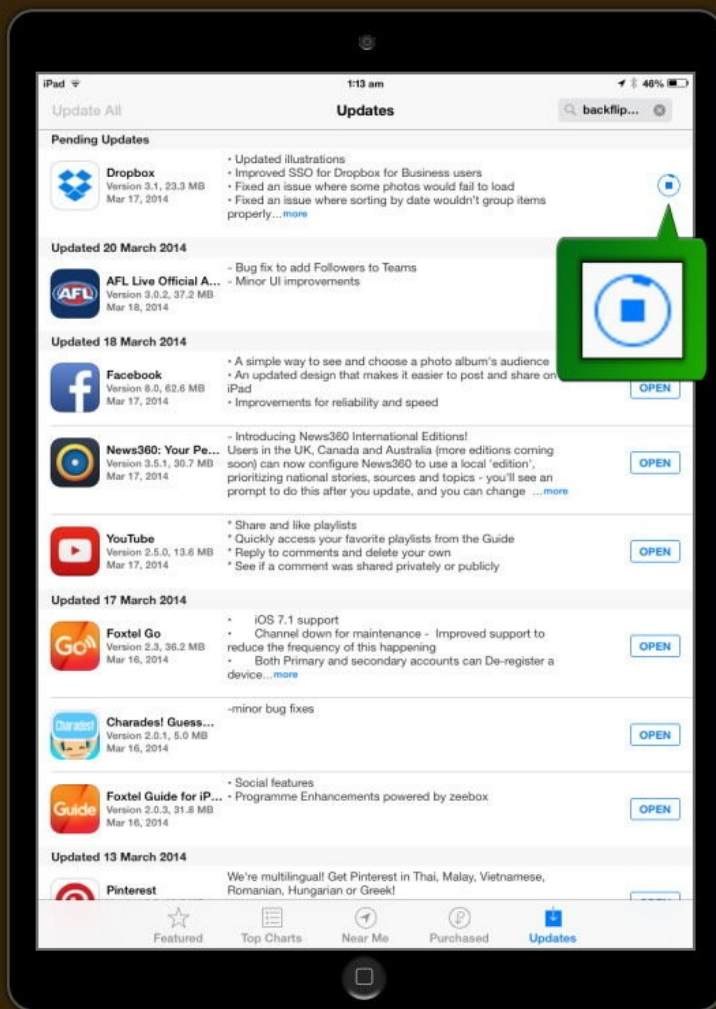 iPad 1:13 am 46%
Update All Updates backflip...
Pending Updates
Dropbox
Version 3.1, 23.3 MB
Mar 17, 2014
• Updated illustrations
• Improved SSO for Dropbox for Business users
• Fixed an issue where some photos would fail to load
• Fixed an issue where sorting by date wouldn't group items
properly...more
Updated 20 March 2014
AFL
AFL Live Official A...
Version 3.0.2, 37.2 MB
Mar 18, 2014
- Bug fix to add Followers to Teams
- Minor UI improvements
Updated 18 March 2014
Facebook
Version 8.0, 62.6 MB
Mar 17, 2014
• A simple way to see and choose a photo album's audience
• An updated design that makes it easier to post and share on
iPad
• Improvements for reliability and speed
OPEN
News360: Your Pe...
Version 3.5.1, 30.7 MB
Mar 17, 2014
- Introducing News360 International Editions!
Users in the UK, Canada and Australia (more editions coming
soon) can now configure News360 to use a local 'edition',
prioritizing national stories, sources and topics - you'll see an
prompt to do this after you update, and you can change ...more
OPEN
YouTube
Version 2.5.0, 13.6 MB
Mar 17, 2014
* Share and like playlists
* Quickly access your favorite playlists from the Guide
* Reply to comments and delete your own
* See if a comment was shared privately or publicly
OPEN
Updated 17 March 2014
Go
Foxtel Go
Version 2.3, 36.2 MB
Mar 16, 2014
• iOS 7.1 support
• Channel down for maintenance - Improved support to
reduce the frequency of this happening
• Both Primary and secondary accounts can De-register a
device...more
OPEN
Charades!
Charades! Guess...
Version 2.0.1, 5.0 MB
Mar 16, 2014
-minor bug fixes
OPEN
Guide
Foxtel Guide for iP...
Version 2.0.3, 31.8 MB
Mar 16, 2014
• Social features
• Programme Enhancements powered by zeebox
OPEN
Updated 13 March 2014
Pinterest
We're multilingual! Get Pinterest in Thai, Malay, Vietnamese,
Romanian, Hungarian or Greek!
Featured Top Charts Near Me Purchased Updates